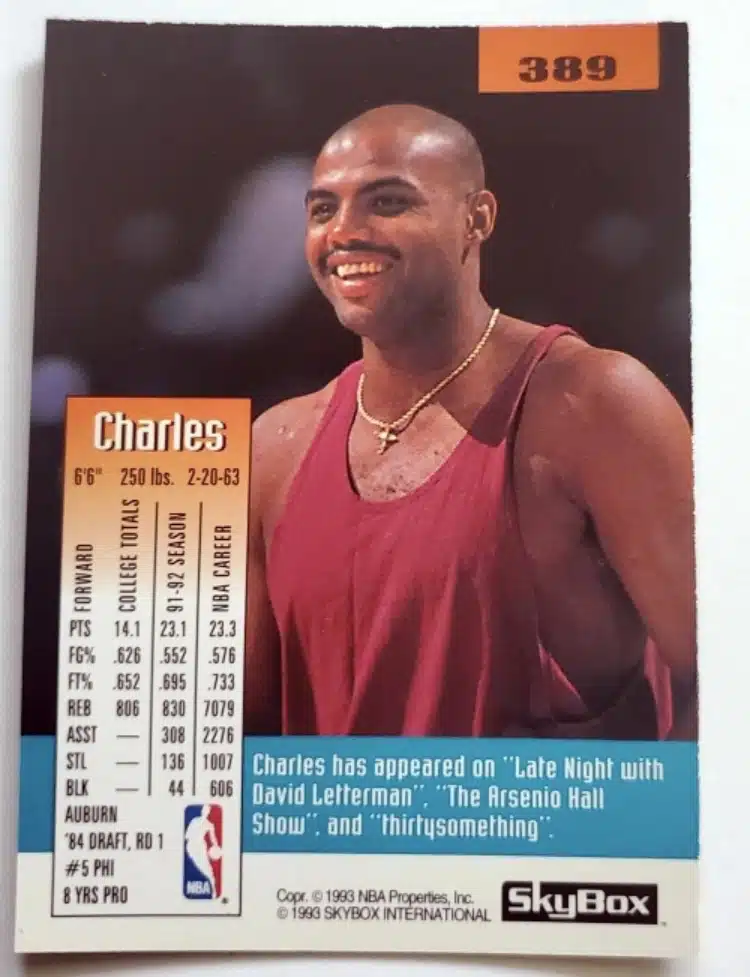 389
Charles
6'6" 250 lbs. 2-20-63
FORWARD COLLEGE TOTALS 91-92 SEASON NBA CAREER
PTS 14.1 23.1 23.3
FG% .626 .552 .576
FT% .652 .695 .733
REB 806 830 7079
ASST — 308 2276
STL — 136 1007
BLK — 44 606
AUBURN
'84 DRAFT, RD 1
#5 PHI
8 YRS PRO
NBA
Charles has appeared on "Late Night with
David Letterman", "The Arsenio Hall
Show", and "thirtysomething".
Copr. © 1993 NBA Properties, Inc.
© 1993 SKYBOX INTERNATIONAL
SkyBox